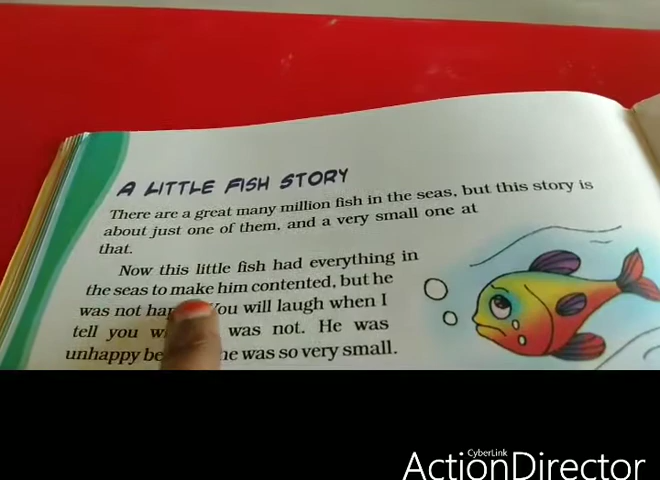 A LITTLE FISH STORY
There are a great many million fish in the seas, but this story is
about just one of them, and a very small one at
that.
Now this little fish had everything in
the seas to make him contented, but he
was not You will laugh when I
tell you was not. He was
unhappy he was so very small.
CyberLink
ActionDirector